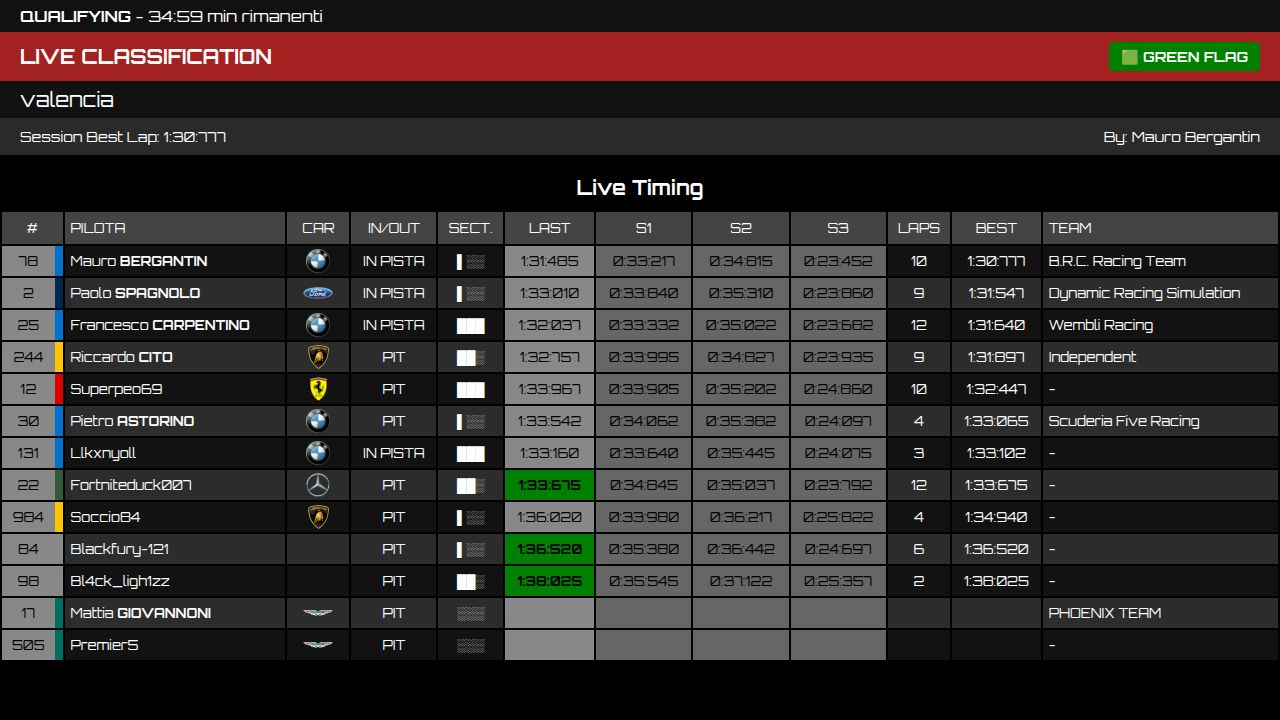 QUALIFYING - 34:59 min rimanenti
LIVE CLASSIFICATION
GREEN FLAG
valencia
Session Best Lap: 1:30:777 By: Mauro Bergantin
Live Timing
# PILOTA CAR IN/OUT SECT. LAST S1 S2 S3 LAPS BEST TEAM
78 Mauro BERGANTIN IN PISTA 1:31:485 0:33:217 0:34:815 0:23:452 10 1:30:777 B.R.C. Racing Team
2 Paolo SPAGNOLO Ford IN PISTA 1:33:010 0:33:840 0:35:310 0:23:860 9 1:31:547 Dynamic Racing Simulation
25 Francesco CARPENTINO IN PISTA 1:32:037 0:33:332 0:35:022 0:23:682 12 1:31:640 Wembli Racing
244 Riccardo CITO PIT 1:32:757 0:33:995 0:34:827 0:23:935 9 1:31:897 Independent
12 Superpeo69 PIT 1:33:967 0:33:905 0:35:202 0:24:860 10 1:32:447 -
30 Pietro ASTORINO PIT 1:33:542 0:34:062 0:35:382 0:24:097 4 1:33:065 Scuderia Five Racing
131 Llkxnyoll IN PISTA 1:33:160 0:33:640 0:35:445 0:24:075 3 1:33:102 -
22 Fortniteduck007 PIT 1:33:675 0:34:845 0:35:037 0:23:792 12 1:33:675 -
984 Soccio84 PIT 1:36:020 0:33:980 0:36:217 0:25:822 4 1:34:940 -
84 Blackfury-121 PIT 1:36:520 0:35:380 0:36:442 0:24:697 6 1:36:520 -
98 Bl4ck_ligh1zz PIT 1:38:025 0:35:545 0:37:122 0:25:357 2 1:38:025 -
17 Mattia GIOVANNONI PIT PHOENIX TEAM
505 Premier5 PIT -